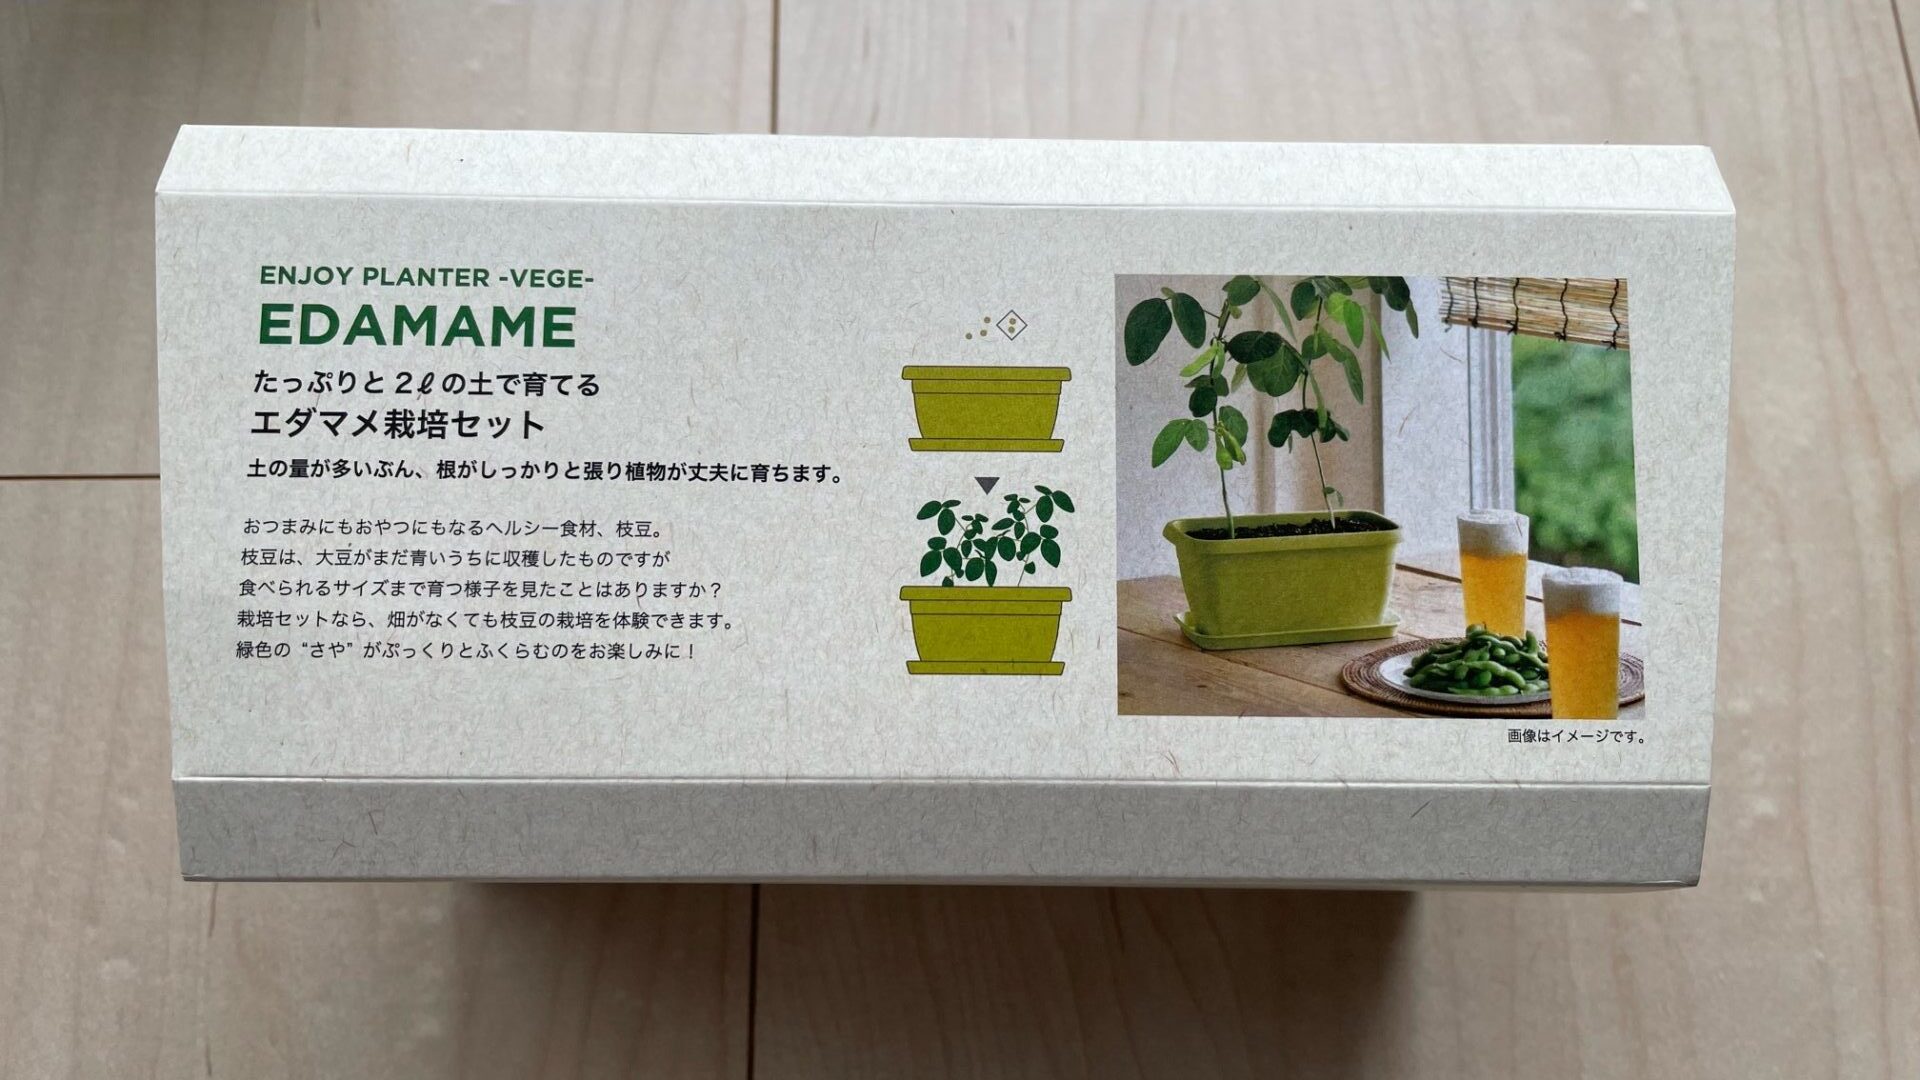 ENJOY PLANTER -VEGE-
EDAMAME
たっぷりと2ℓの土で育てる
エダマメ栽培セット
土の量が多いぶん、根がしっかりと張り植物が丈夫に育ちます。
おつまみにもおやつにもなるヘルシー食材、枝豆。
枝豆は、大豆がまだ青いうちに収穫したものですが
食べられるサイズまで育つ様子を見たことはありますか？
栽培セットなら、畑がなくても枝豆の栽培を体験できます。
緑色の“さや”がぷっくりとふくらむのをお楽しみに！
画像はイメージです。